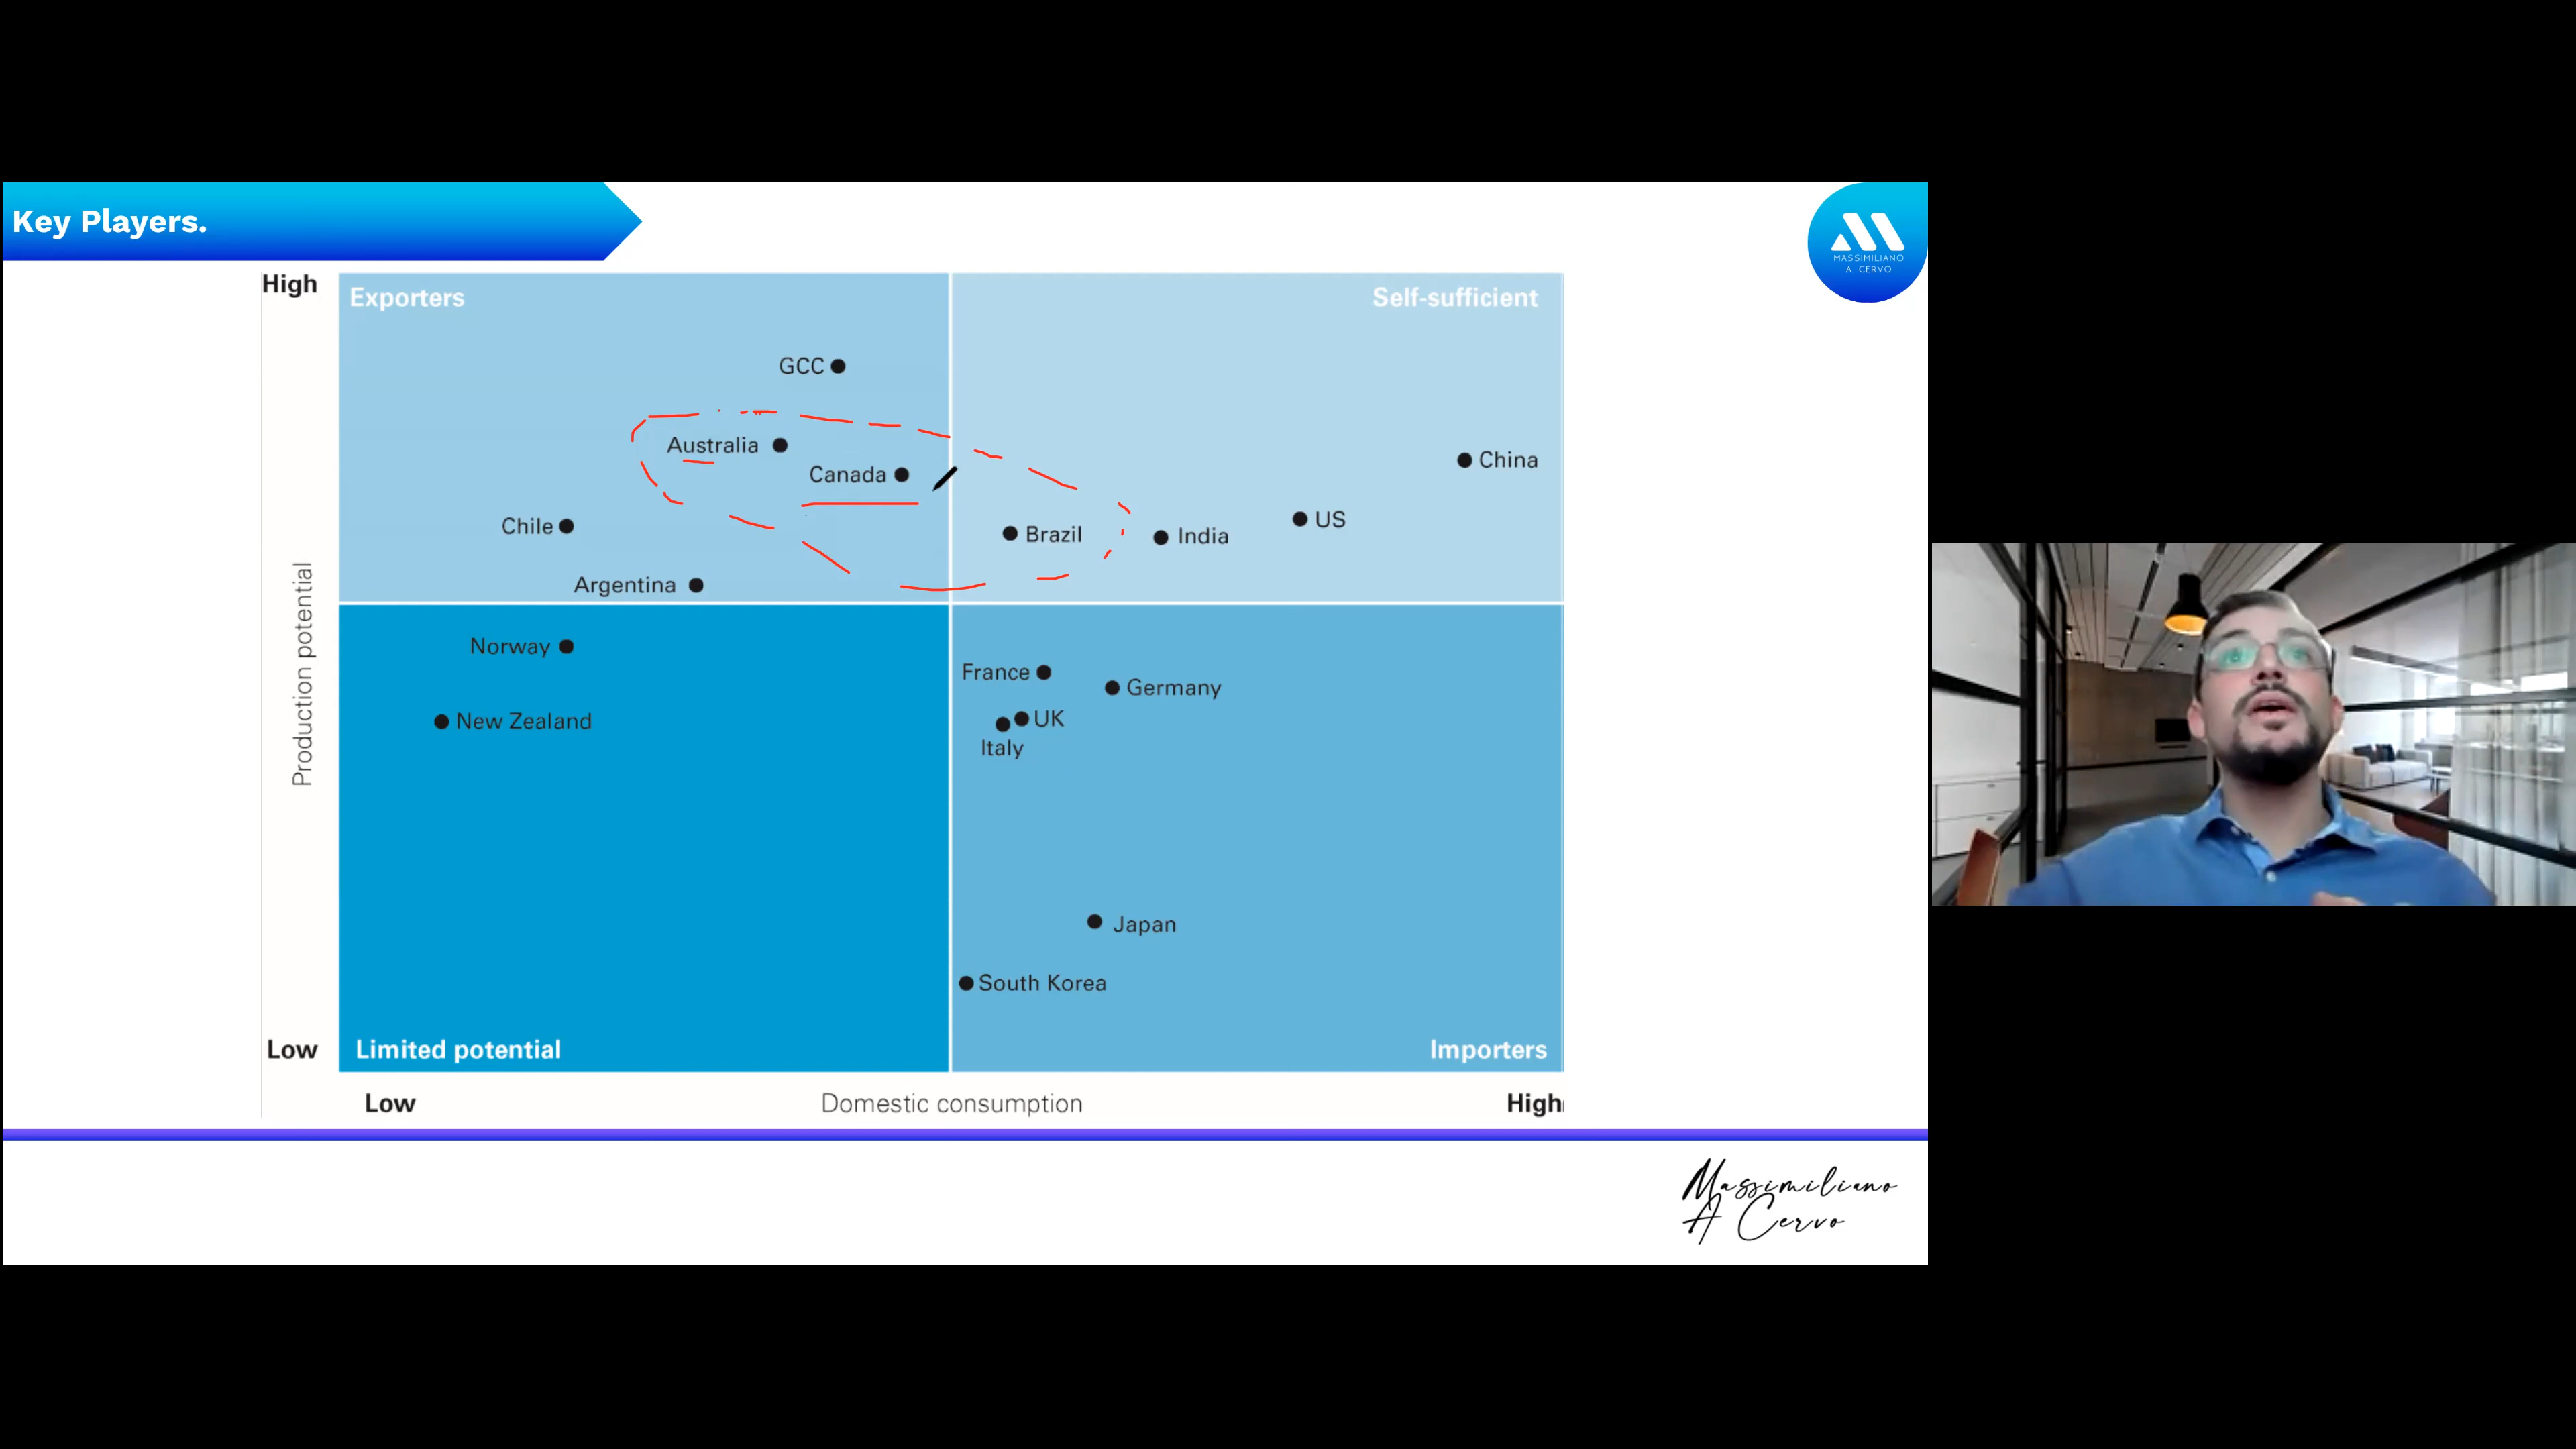 Key Players.
MASSIMILIANO
A. CERVO
High
Exporters
Self-sufficient
GCC
Australia
Canada
China
Chile
Brazil
India
US
Argentina
Production potential
Norway
France
Germany
New Zealand
UK
Italy
Japan
South Korea
Low
Limited potential
Importers
Low
Domestic consumption
High
Massimiliano
A Cervo